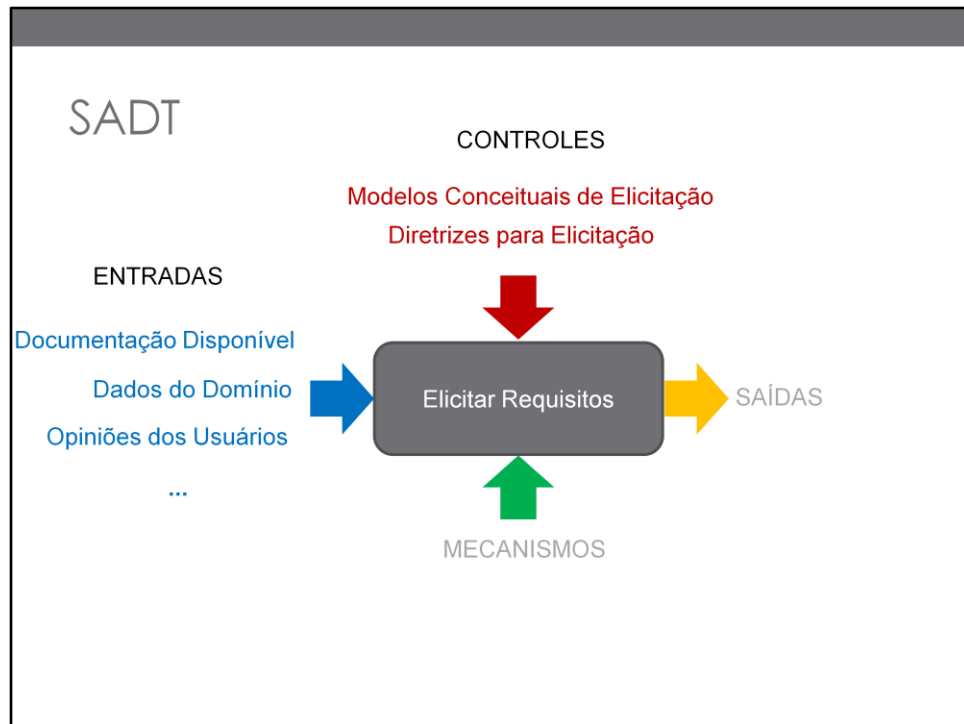 SADT
CONTROLES
Modelos Conceituais de Elicitação
Diretrizes para Elicitação
ENTRADAS
Documentação Disponível
Dados do Domínio
Opiniões dos Usuários
...
Elicitar Requisitos
SAÍDAS
MECANISMOS